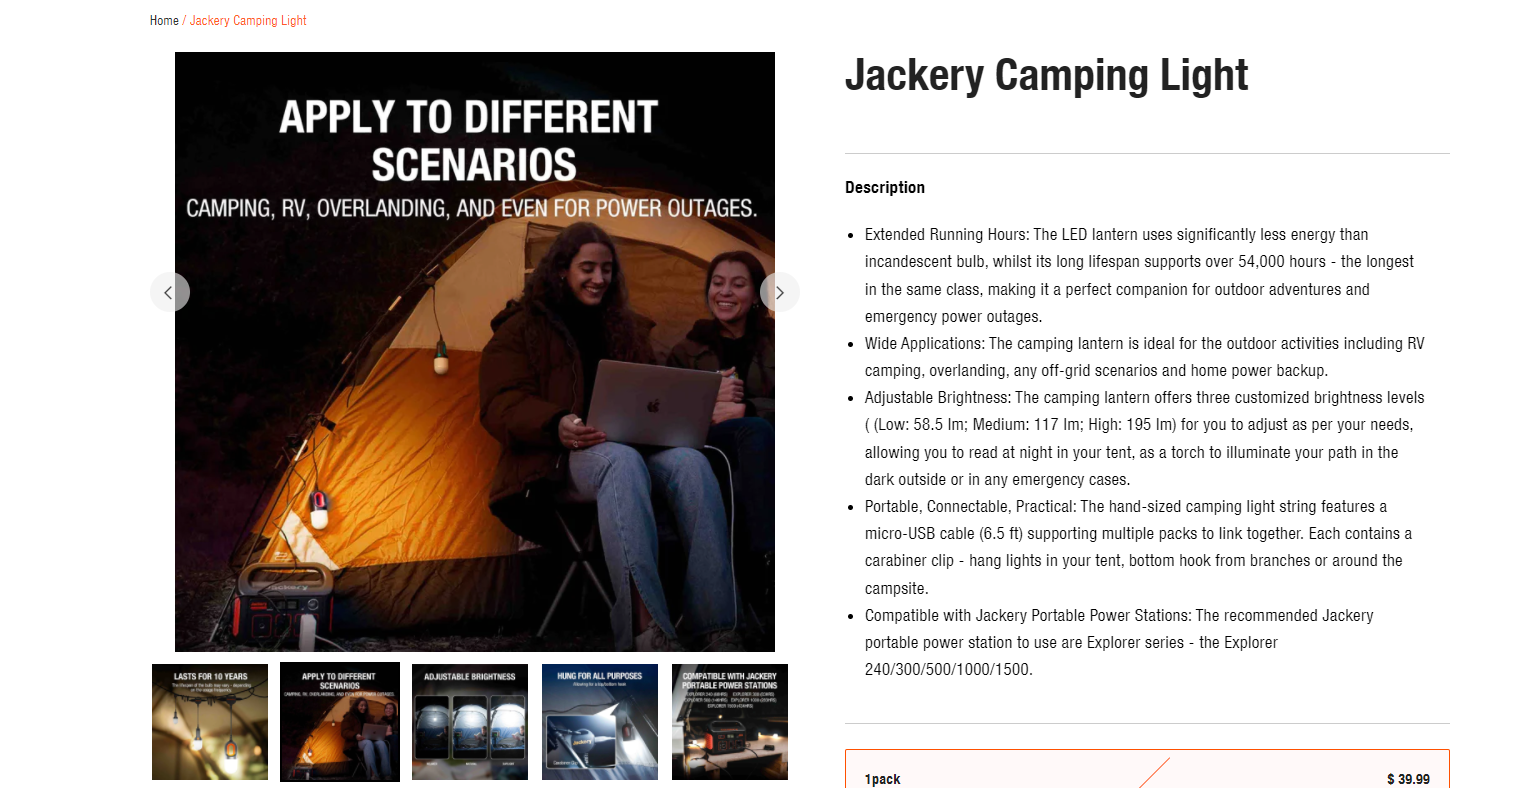 Home / Jackery Camping Light
APPLY TO DIFFERENT
SCENARIOS
CAMPING, RV, OVERLANDING, AND EVEN FOR POWER OUTAGES.
LASTS FOR 10 YEARS
APPLY TO DIFFERENT
SCENARIOS
CAMPING, RV, OVERLANDING, AND EVEN FOR POWER OUTAGES.
ADJUSTABLE BRIGHTNESS
HUNG FOR ALL PURPOSES
Jackery
COMPATIBLE WITH JACKERY
PORTABLE POWER STATIONS
Jackery Camping Light
Description
• Extended Running Hours: The LED lantern uses significantly less energy than
incandescent bulb, whilst its long lifespan supports over 54,000 hours - the longest
in the same class, making it a perfect companion for outdoor adventures and
emergency power outages.
• Wide Applications: The camping lantern is ideal for the outdoor activities including RV
camping, overlanding, any off-grid scenarios and home power backup.
• Adjustable Brightness: The camping lantern offers three customized brightness levels
( (Low: 58.5 lm; Medium: 117 lm; High: 195 lm) for you to adjust as per your needs,
allowing you to read at night in your tent, as a torch to illuminate your path in the
dark outside or in any emergency cases.
• Portable, Connectable, Practical: The hand-sized camping light string features a
micro-USB cable (6.5 ft) supporting multiple packs to link together. Each contains a
carabiner clip - hang lights in your tent, bottom hook from branches or around the
campsite.
• Compatible with Jackery Portable Power Stations: The recommended Jackery
portable power station to use are Explorer series - the Explorer
240/300/500/1000/1500.
1pack $ 39.99